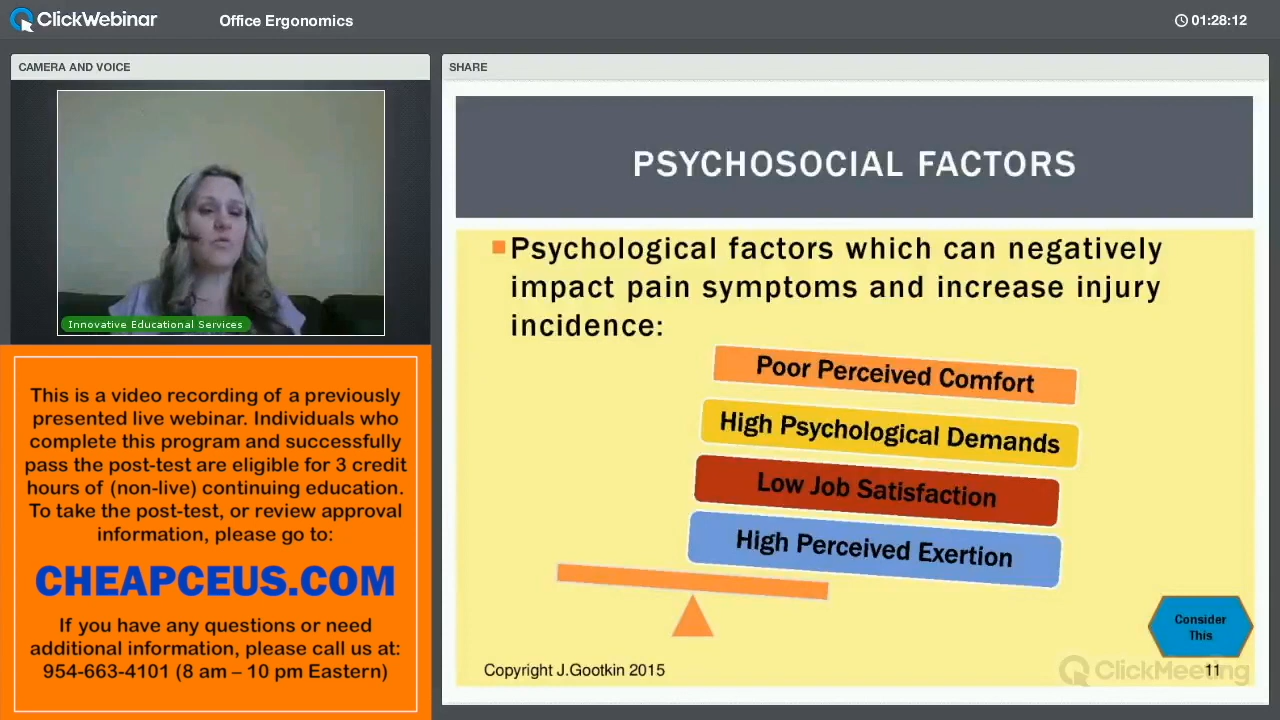 ClickWebinar
Office Ergonomics
01:28:12
CAMERA AND VOICE
Innovative Educational Services
This is a video recording of a previously
presented live webinar. Individuals who
complete this program and successfully
pass the post-test are eligible for 3 credit
hours of (non-live) continuing education.
To take the post-test, or review approval
information, please go to:
CHEAPCEUS.COM
If you have any questions or need
additional information, please call us at:
954-663-4101 (8 am – 10 pm Eastern)
SHARE
PSYCHOSOCIAL FACTORS
Psychological factors which can negatively
impact pain symptoms and increase injury
incidence:
Poor Perceived Comfort
High Psychological Demands
Low Job Satisfaction
High Perceived Exertion
Consider
This
Copyright J.Gootkin 2015
11
ClickMeeting